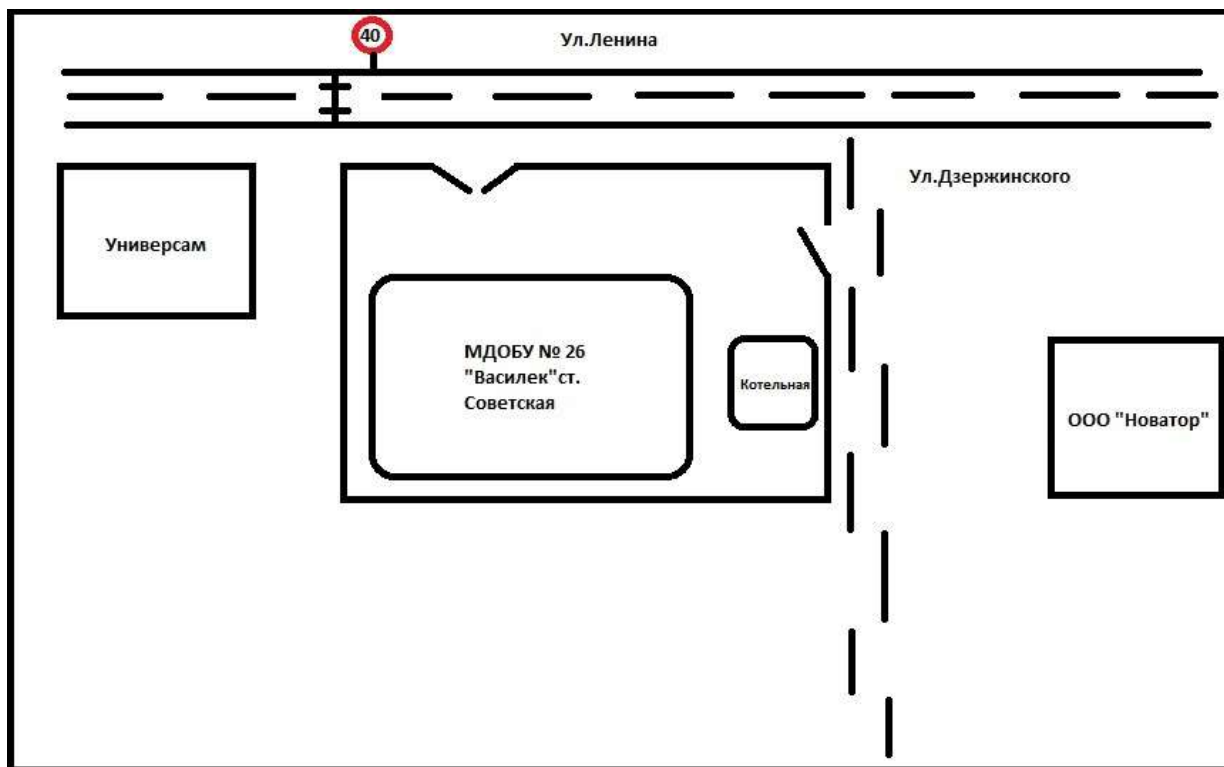 40
Ул.Ленина
Ул.Дзержинского
Универсам
МДОБУ № 26
"Василек"ст.
Советская
Котельная
ООО "Новатор"